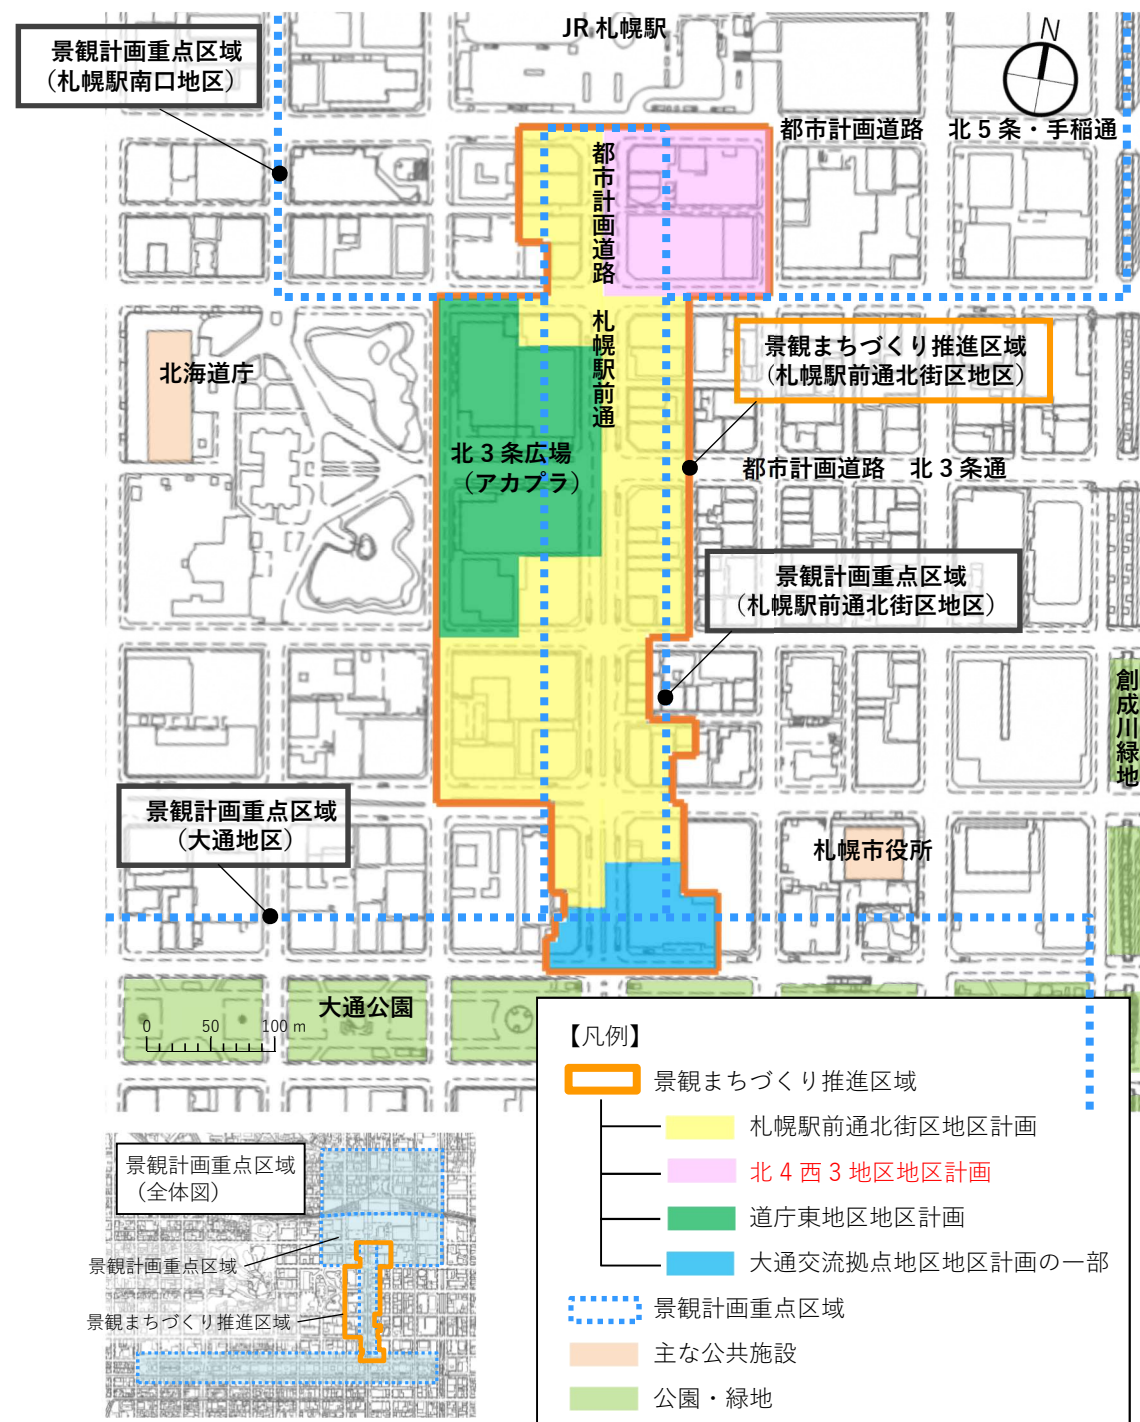 JR 札幌駅
景観計画重点区域
（札幌駅南口地区）
N
都市計画道路　北５条・手稲通
都市計画道路　札幌駅前通
北海道庁
景観まちづくり推進区域
（札幌駅前通北街区地区）
北３条広場
（アカプラ）
都市計画道路　北３条通
景観計画重点区域
（札幌駅前通北街区地区）
創成川緑地
景観計画重点区域
（大通地区）
札幌市役所
大通公園
0 50 100 m
【凡例】
景観まちづくり推進区域
札幌駅前通北街区地区計画
北４西３地区地区計画
道庁東地区地区計画
大通交流拠点地区地区計画の一部
景観計画重点区域
主な公共施設
公園・緑地
景観計画重点区域
（全体図）
景観計画重点区域
景観まちづくり推進区域